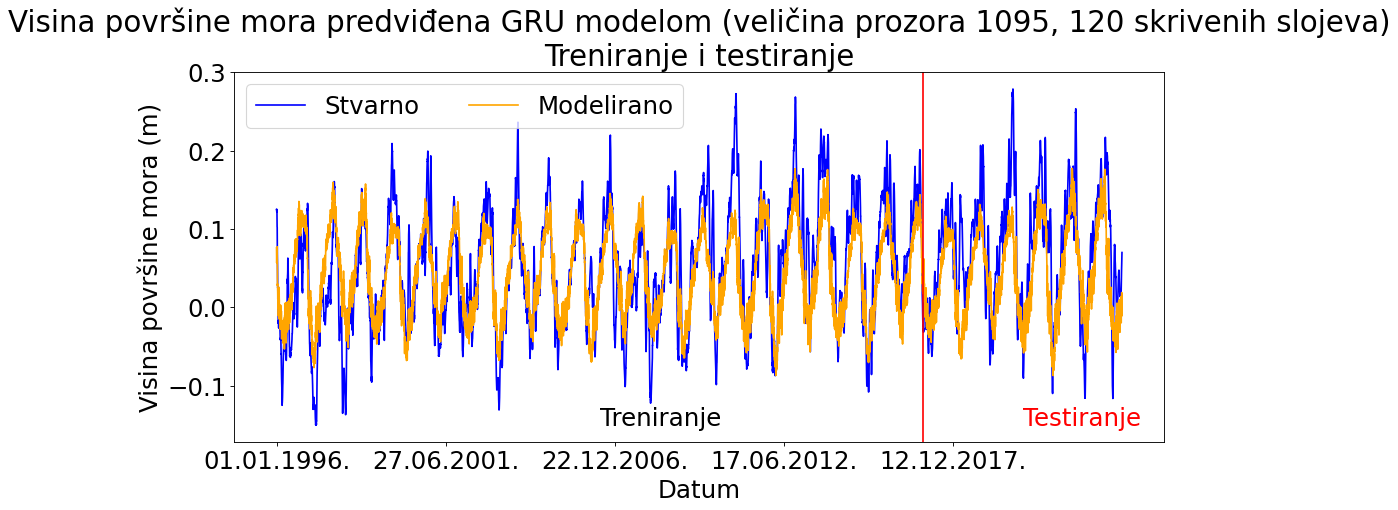 Visina površine mora predviđena GRU modelom (veličina prozora 1095, 120 skrivenih slojeva)
Treniranje i testiranje
Stvarno
Modelirano
Visina površine mora (m)
0.3
0.2
0.1
0.0
−0.1
Treniranje
Testiranje
01.01.1996.
27.06.2001.
22.12.2006.
17.06.2012.
12.12.2017.
Datum